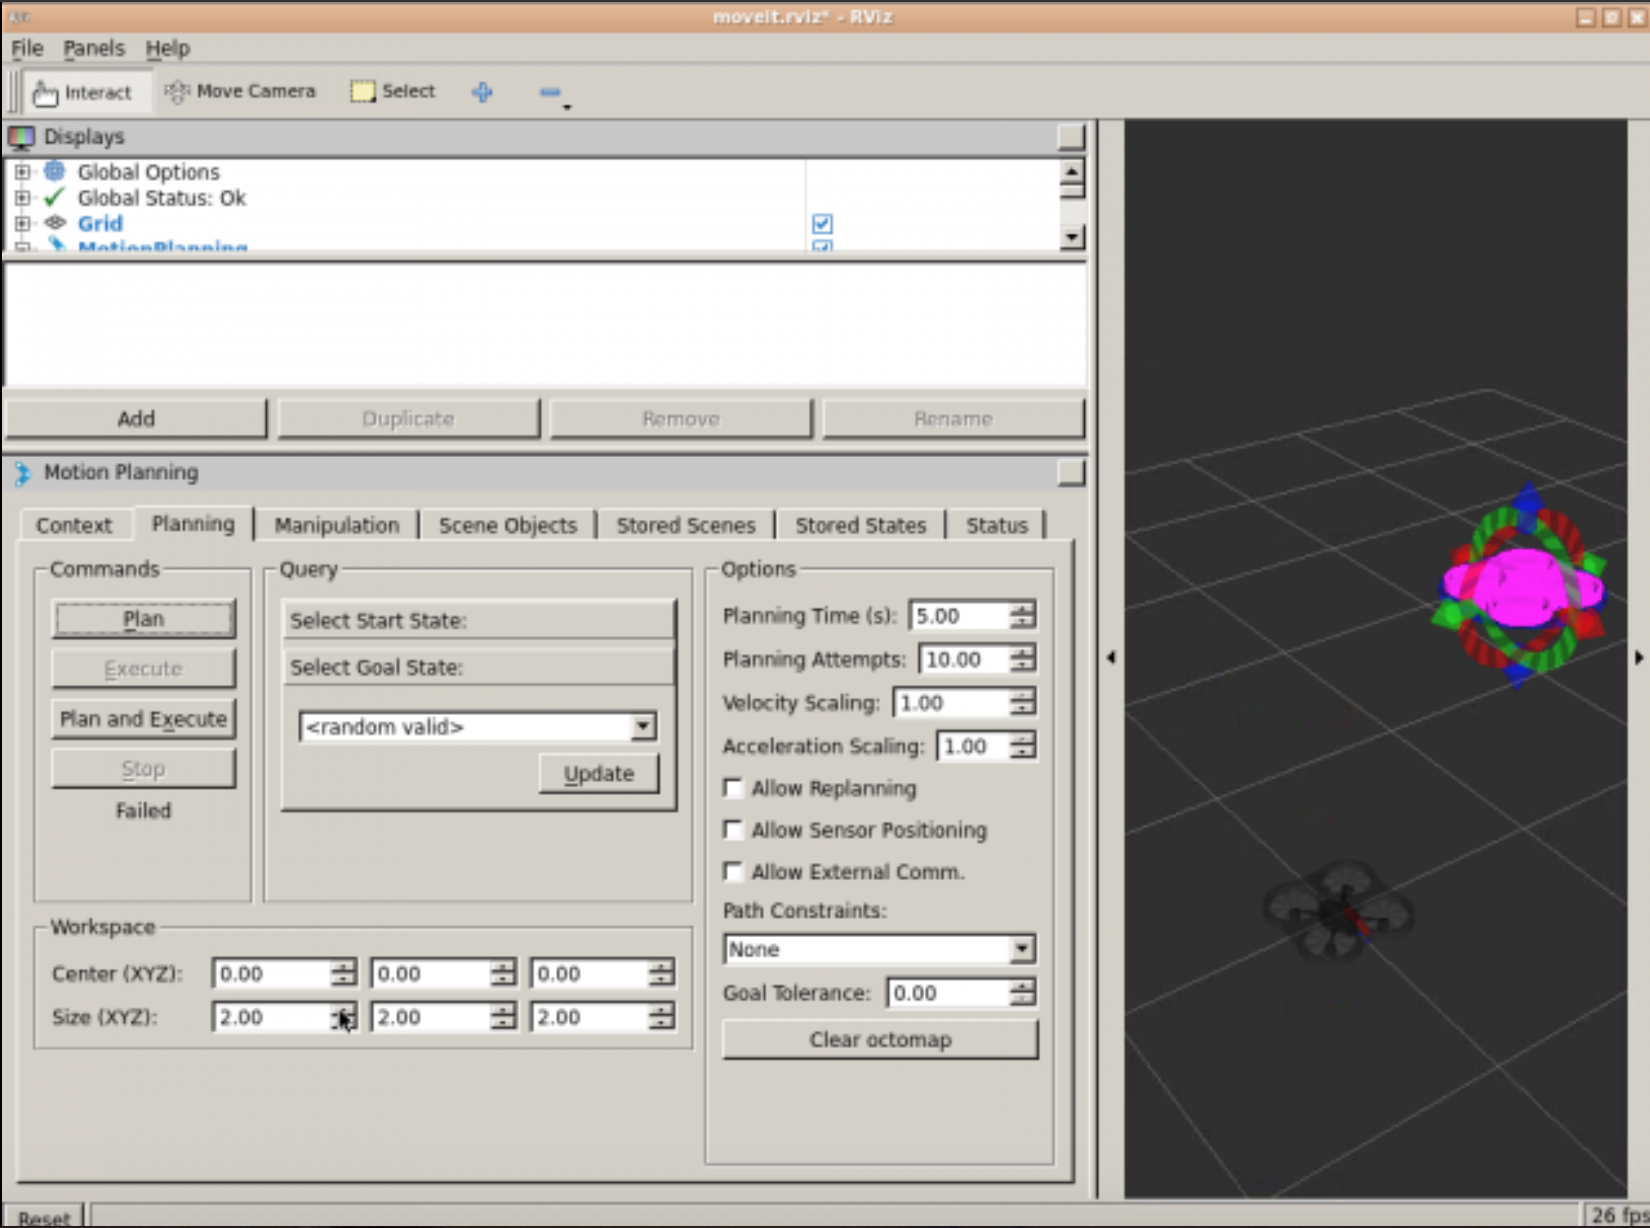 moveit.rviz* - RViz
File Panels Help
Interact Move Camera Select
Displays
Global Options
Global Status: Ok
Grid
MotionPlanning
Add Duplicate Remove Rename
Motion Planning
Context Planning Manipulation Scene Objects Stored Scenes Stored States Status
Commands
Plan
Execute
Plan and Execute
Stop
Failed
Query
Select Start State:
Select Goal State:
<random valid>
Update
Options
Planning Time (s): 5.00
Planning Attempts: 10.00
Velocity Scaling: 1.00
Acceleration Scaling: 1.00
Allow Replanning
Allow Sensor Positioning
Allow External Comm.
Path Constraints:
None
Goal Tolerance: 0.00
Clear octomap
Workspace
Center (XYZ): 0.00 0.00 0.00
Size (XYZ): 2.00 2.00 2.00
Reset
26 fps